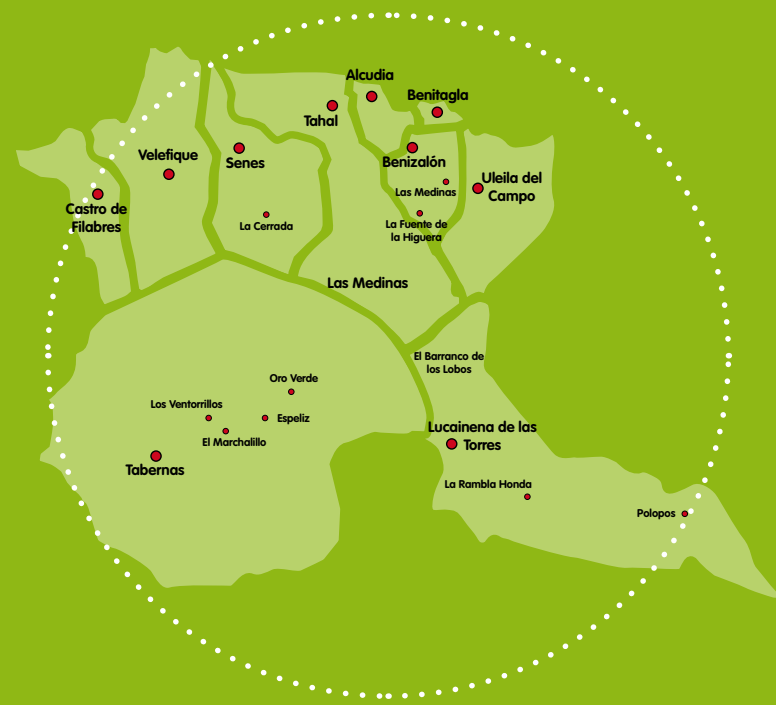 Alcudia
Benitagla
Tahal
Velefique
Senes
Benizalón
Uleila del
Campo
Las Medinas
Castro de
Filabres
La Cerrada
La Fuente de
la Higuera
Las Medinas
El Barranco de
los Lobos
Oro Verde
Los Ventorrillos
Espeliz
El Marchalillo
Tabernas
Lucainena de las
Torres
La Rambla Honda
Polopos